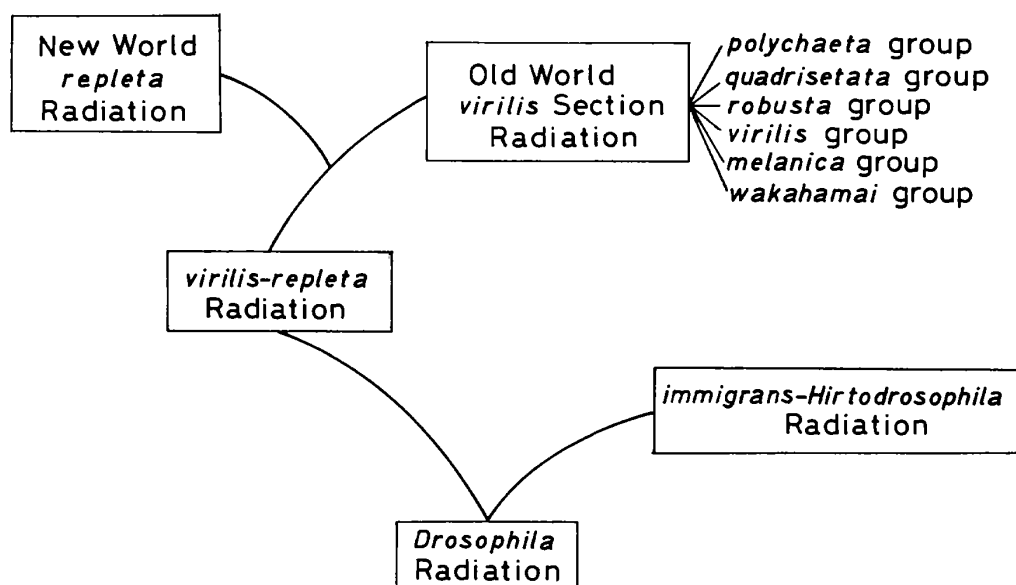 New World
repleta
Radiation
Old World
virilis Section
Radiation
polychaeta group
quadrisetata group
robusta group
virilis group
melanica group
wakahamai group
virilis-repleta
Radiation
immigrans-Hirtodrosophila
Radiation
Drosophila
Radiation